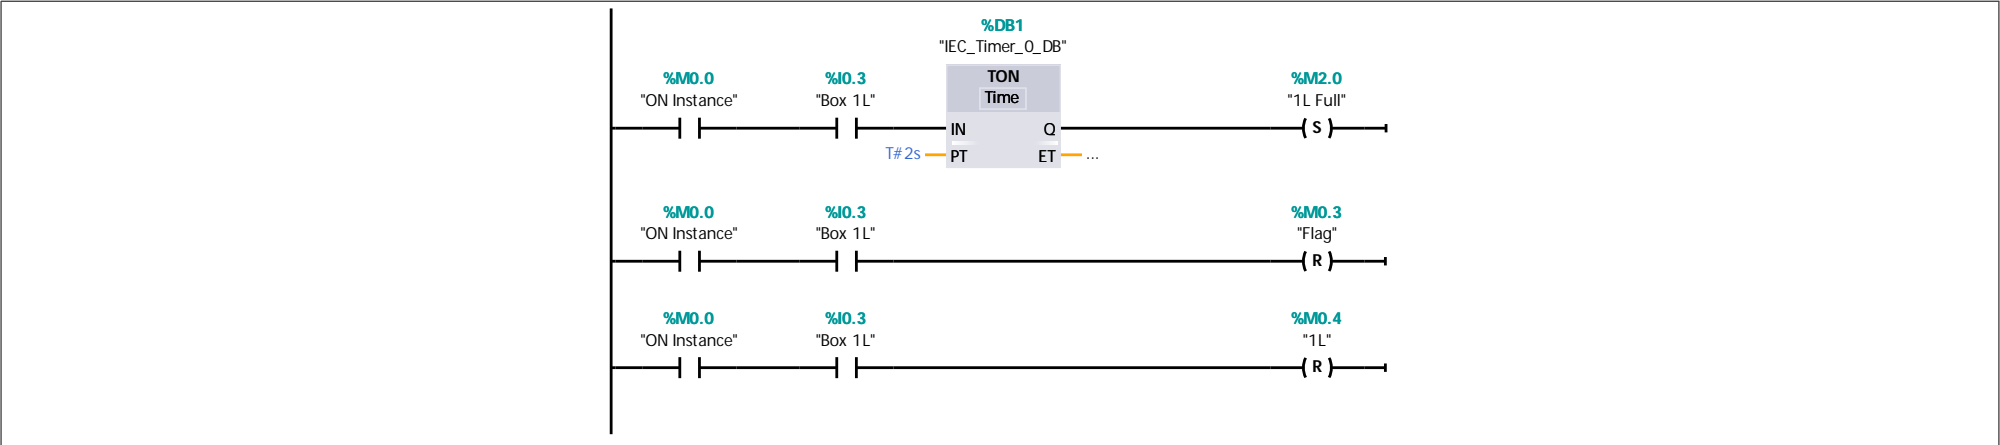 %DB1
"IEC_Timer_0_DB"
%M0.0 %I0.3 TON %M2.0
"ON Instance" "Box 1L" Time "1L Full"
IN Q S
T#2s PT ET ...
%M0.0 %I0.3 %M0.3
"ON Instance" "Box 1L" "Flag"
R
%M0.0 %I0.3 %M0.4
"ON Instance" "Box 1L" "1L"
R